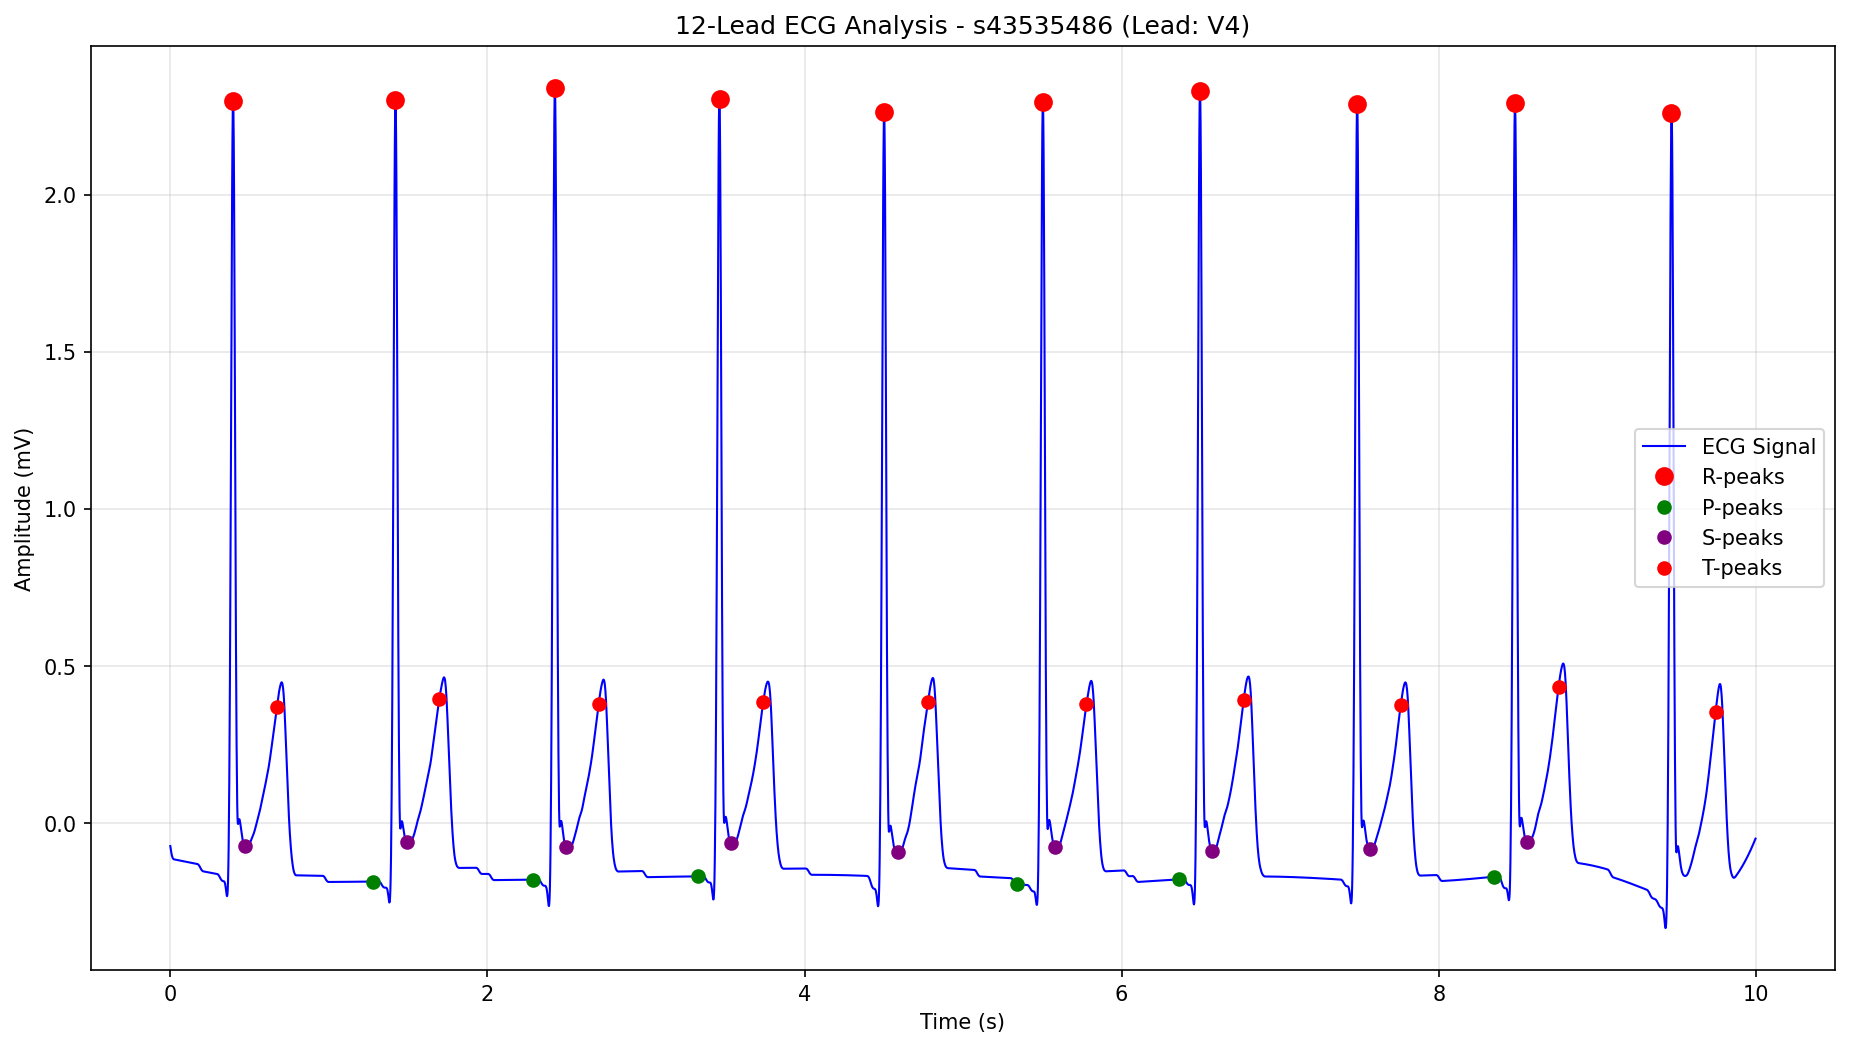 12-Lead ECG Analysis - s43535486 (Lead: V4)
Amplitude (mV)
2.0
1.5
1.0
0.5
0.0
ECG Signal
R-peaks
P-peaks
S-peaks
T-peaks
0 2 4 6 8 10
Time (s)